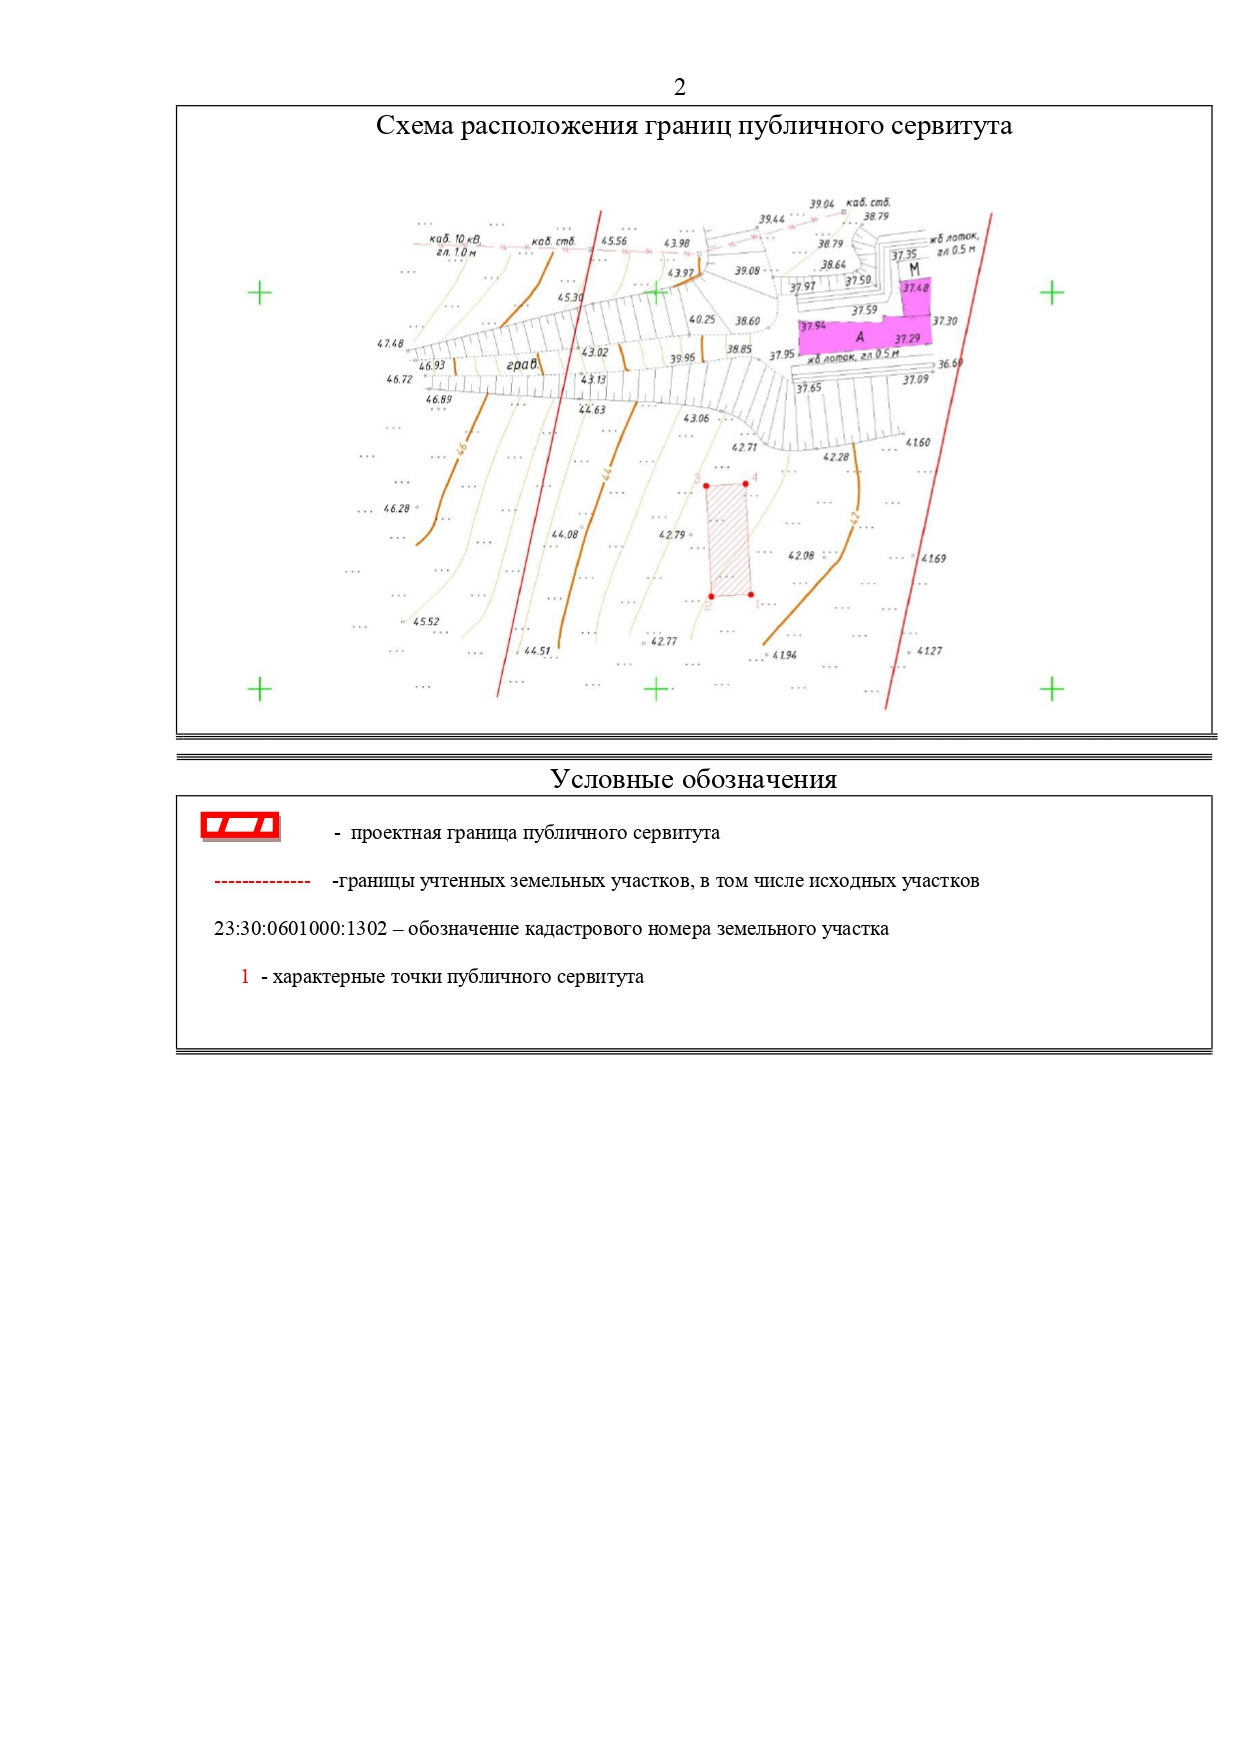 2
Схема расположения границ публичного сервитута
39.04 каб. стб.
39.44 38.79
каб. 10 кВ, каб. стб. 45.56 43.98 38.79 жб лоток,
гл. 1.0 м 37.35 гл 0.5 м
43.97 39.08 38.64 М
37.97 37.50 37.48
45.30
37.59
40.25 38.60 37.94 37.30
47.48 А 37.29
43.02 39.96 38.85 37.95 жб лоток, гл 0.5 м
46.93 грав. 36.60
46.72 43.13 37.65 37.09
46.89 44.63
43.06
42.71 42.28 41.60
46
44
3 4
46.28
42
44.08 42.79
42.08 41.69
2 1
45.52
42.77
44.51 41.94 41.27
Условные обозначения
- проектная граница публичного сервитута
-границы учтенных земельных участков, в том числе исходных участков
23:30:0601000:1302 – обозначение кадастрового номера земельного участка
1 - характерные точки публичного сервитута